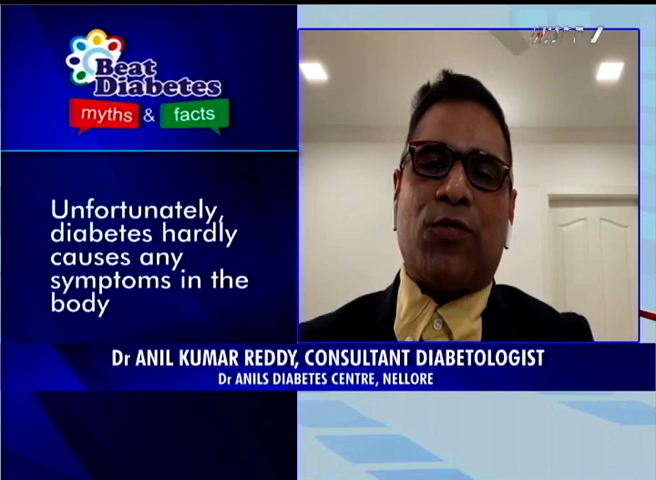 Beat
Diabetes
myths & facts
Unfortunately,
diabetes hardly
causes any
symptoms in the
body
Dr ANIL KUMAR REDDY, CONSULTANT DIABETOLOGIST
Dr ANILS DIABETES CENTRE, NELLORE